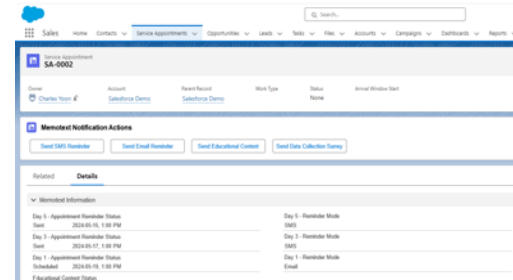 Search...
Sales Home Contacts Service Appointments Opportunities Leads Tasks Files Accounts Campaigns Dashboards Reports
Service Appointment
SA-0002
Owner Account Parent Record Work Type Status Arrival Window Start
Charles Yoon Salesforce Demo Salesforce Demo None
Memotext Notification Actions
Send SMS Reminder Send Email Reminder Send Educational Content Send Data Collection Survey
Related Details
Memotext Information
Day 5 - Appointment Reminder Status Day 5 - Reminder Mode
Sent 2024-05-15, 1:00 PM SMS
Day 3 - Appointment Reminder Status Day 3 - Reminder Mode
Sent 2024-05-17, 1:00 PM SMS
Day 1 - Appointment Reminder Status Day 1 - Reminder Mode
Scheduled 2024-05-19, 1:00 PM Email
Educational Content Status